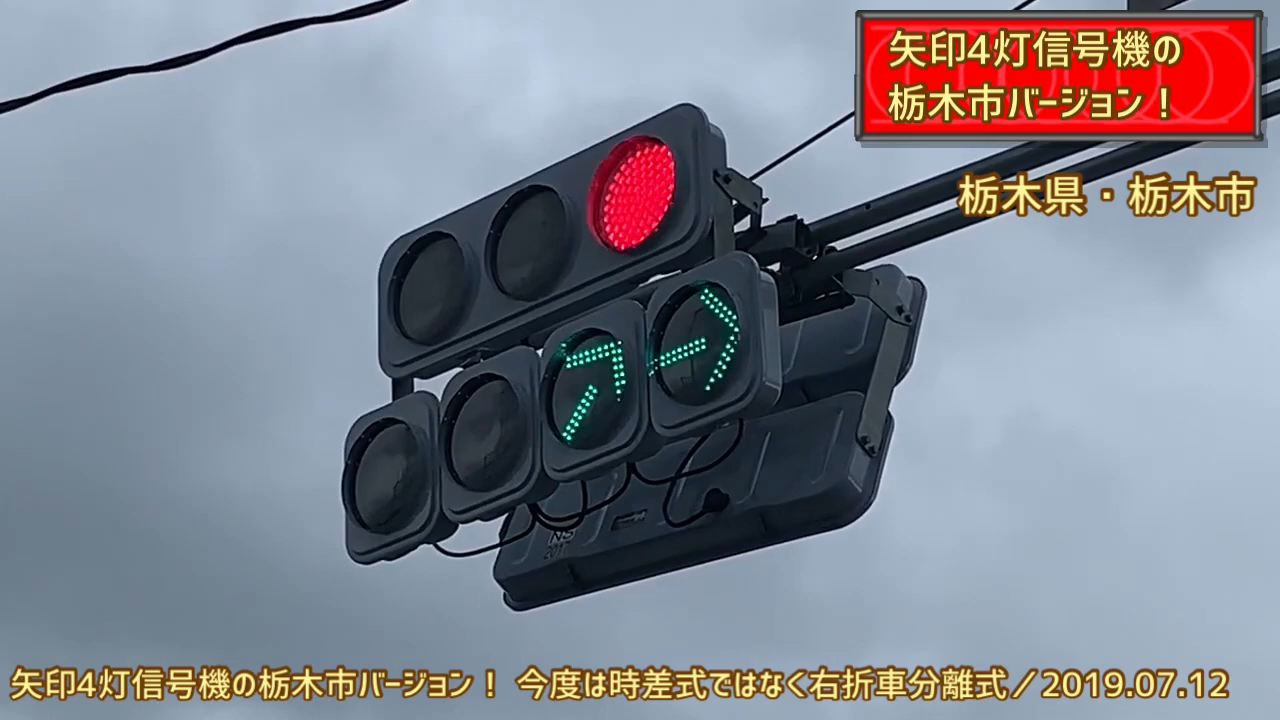 矢印4灯信号機の
栃木市バージョン！
栃木県・栃木市
NS
2017
矢印4灯信号機の栃木市バージョン！ 今度は時差式ではなく右折車分離式／2019.07.12